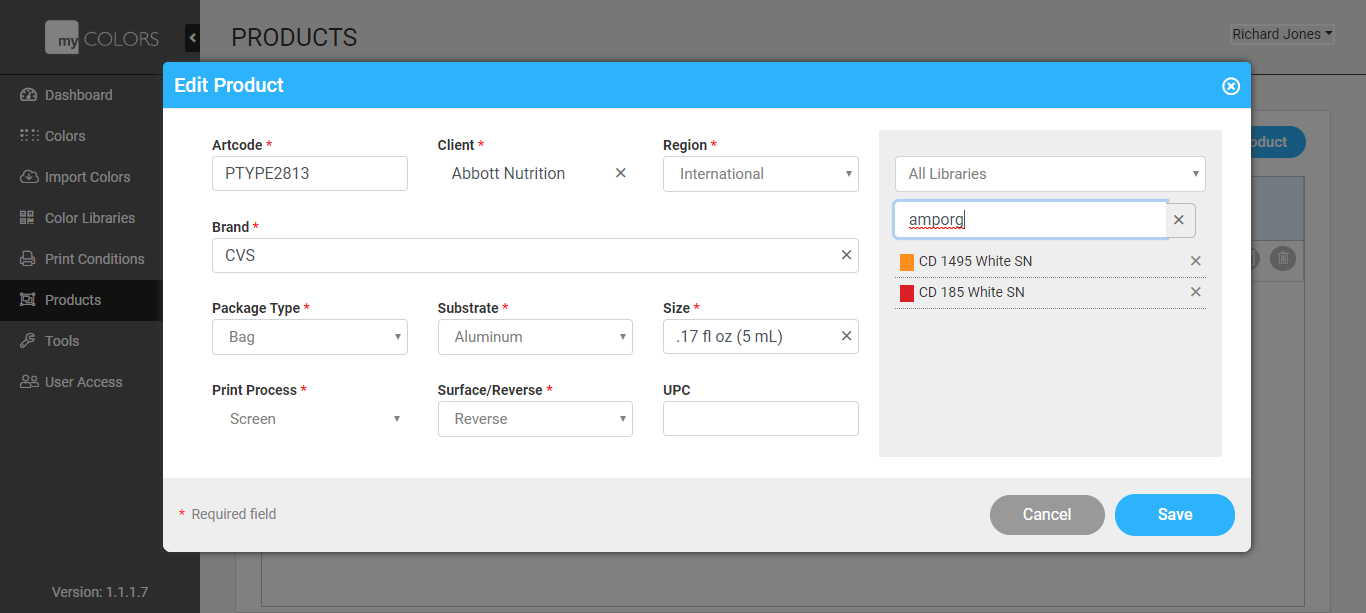 my COLORS
PRODUCTS
Richard Jones
Dashboard
Colors
Import Colors
Color Libraries
Print Conditions
Products
Tools
User Access
Version: 1.1.1.7
Edit Product
Artcode *
PTYPE2813
Client *
Abbott Nutrition
Region *
International
Brand *
CVS
Package Type *
Bag
Substrate *
Aluminum
Size *
.17 fl oz (5 mL)
Print Process *
Screen
Surface/Reverse *
Reverse
UPC
All Libraries
amporg
CD 1495 White SN
CD 185 White SN
* Required field
Cancel
Save
oduct